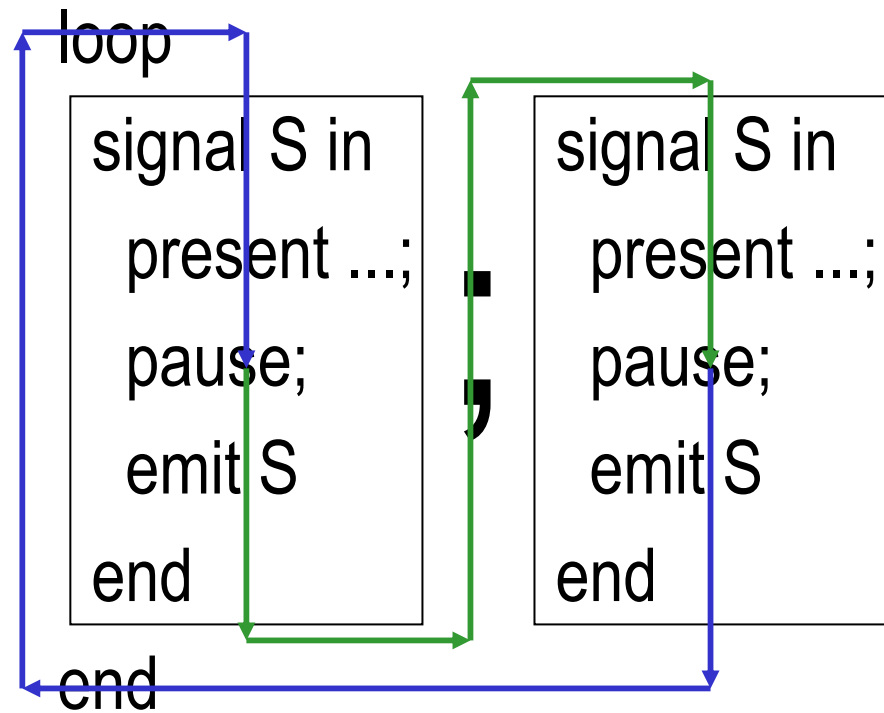 loop
signal S in
present ...;
pause;
emit S
end
;
signal S in
present ...;
pause;
emit S
end
end